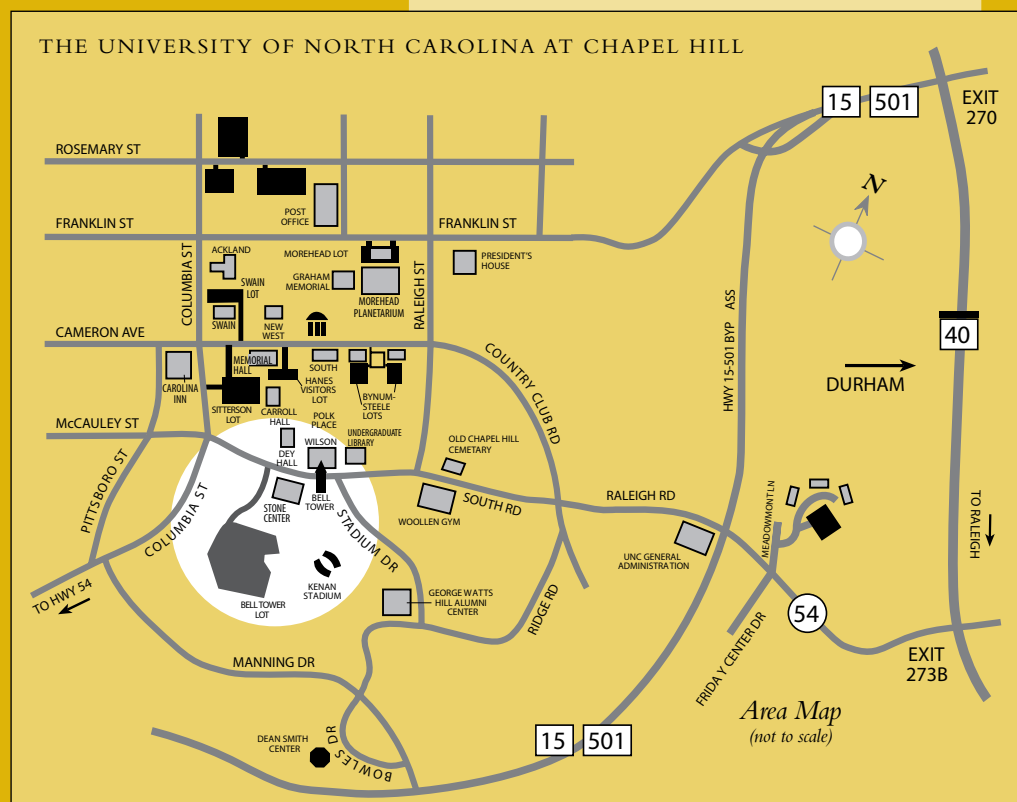 THE UNIVERSITY OF NORTH CAROLINA AT CHAPEL HILL
15
501
EXIT
270
ROSEMARY ST
N
POST
OFFICE
FRANKLIN ST
FRANKLIN ST
COLUMBIA ST
ACKLAND
MOREHEAD LOT
PRESIDENT'S
HOUSE
SWAIN
LOT
GRAHAM
MEMORIAL
MOREHEAD
PLANETARIUM
RALEIGH ST
HWY 15-501 BYP ASS
SWAIN
NEW
WEST
CAMERON AVE
40
COUNTRY CLUB RD
MEMORIAL
HALL
SOUTH
CAROLINA
INN
HANES
VISITORS
LOT
BYNUM-
STEELE
LOTS
DURHAM
SITTERSON
LOT
CARROLL
HALL
POLK
PLACE
McCAULEY ST
UNDERGRADUATE
LIBRARY
WILSON
DEY
HALL
OLD CHAPEL HILL
CEMETARY
PITTSBORO ST
COLUMBIA ST
STONE
CENTER
BELL
TOWER
STADIUM DR
WOOLLEN GYM
SOUTH RD
RALEIGH RD
MEADOWMONT LN
TO RALEIGH
UNC GENERAL
ADMINISTRATION
KENAN
STADIUM
TO HWY 54
BELL TOWER
LOT
GEORGE WATTS
HILL ALUMNI
CENTER
RIDGE RD
54
FRIDA Y CENTER DR
MANNING DR
EXIT
273B
Area Map
(not to scale)
DEAN SMITH
CENTER
BOWLES DR
15
501